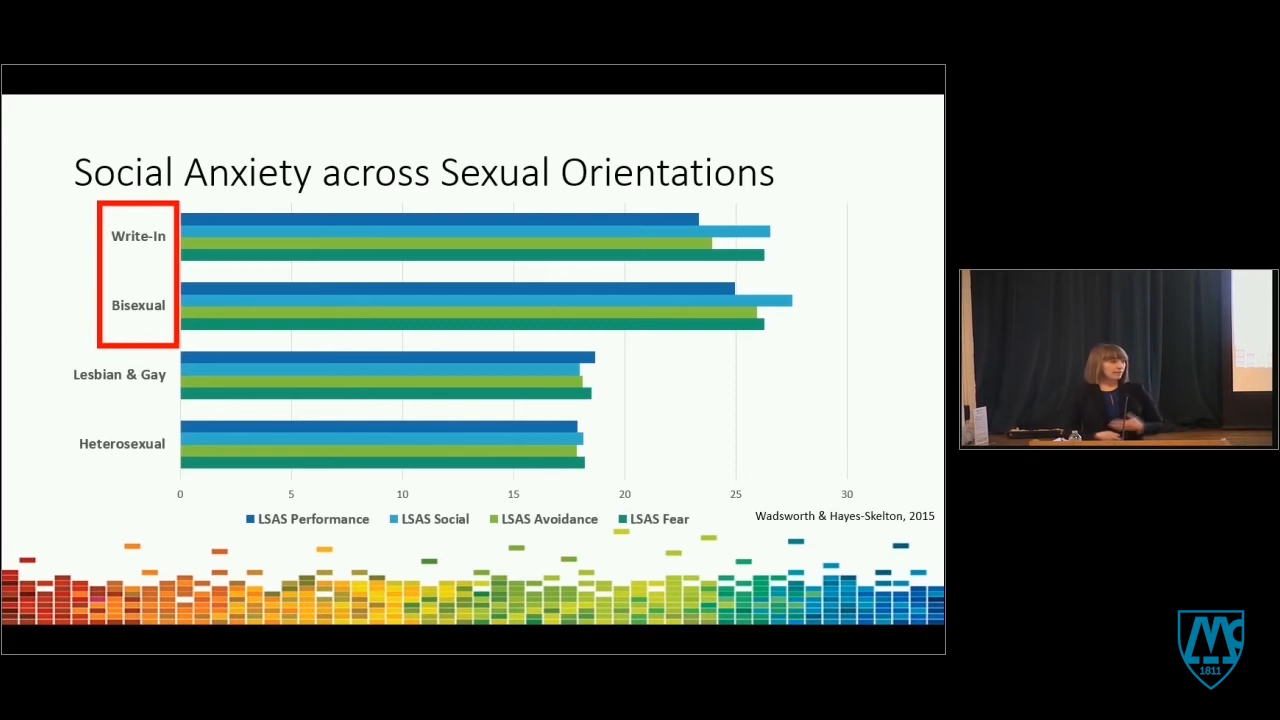 Social Anxiety across Sexual Orientations
Write-In
Bisexual
Lesbian & Gay
Heterosexual
0 5 10 15 20 25 30
LSAS Performance LSAS Social LSAS Avoidance LSAS Fear
Wadsworth & Hayes-Skelton, 2015
Mc
1811